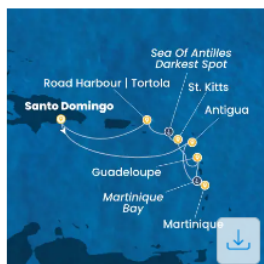 Sea Of Antilles
Darkest Spot
Road Harbour | Tortola
St. Kitts
Santo Domingo
Antigua
Guadeloupe
Martinique
Bay
Martinique